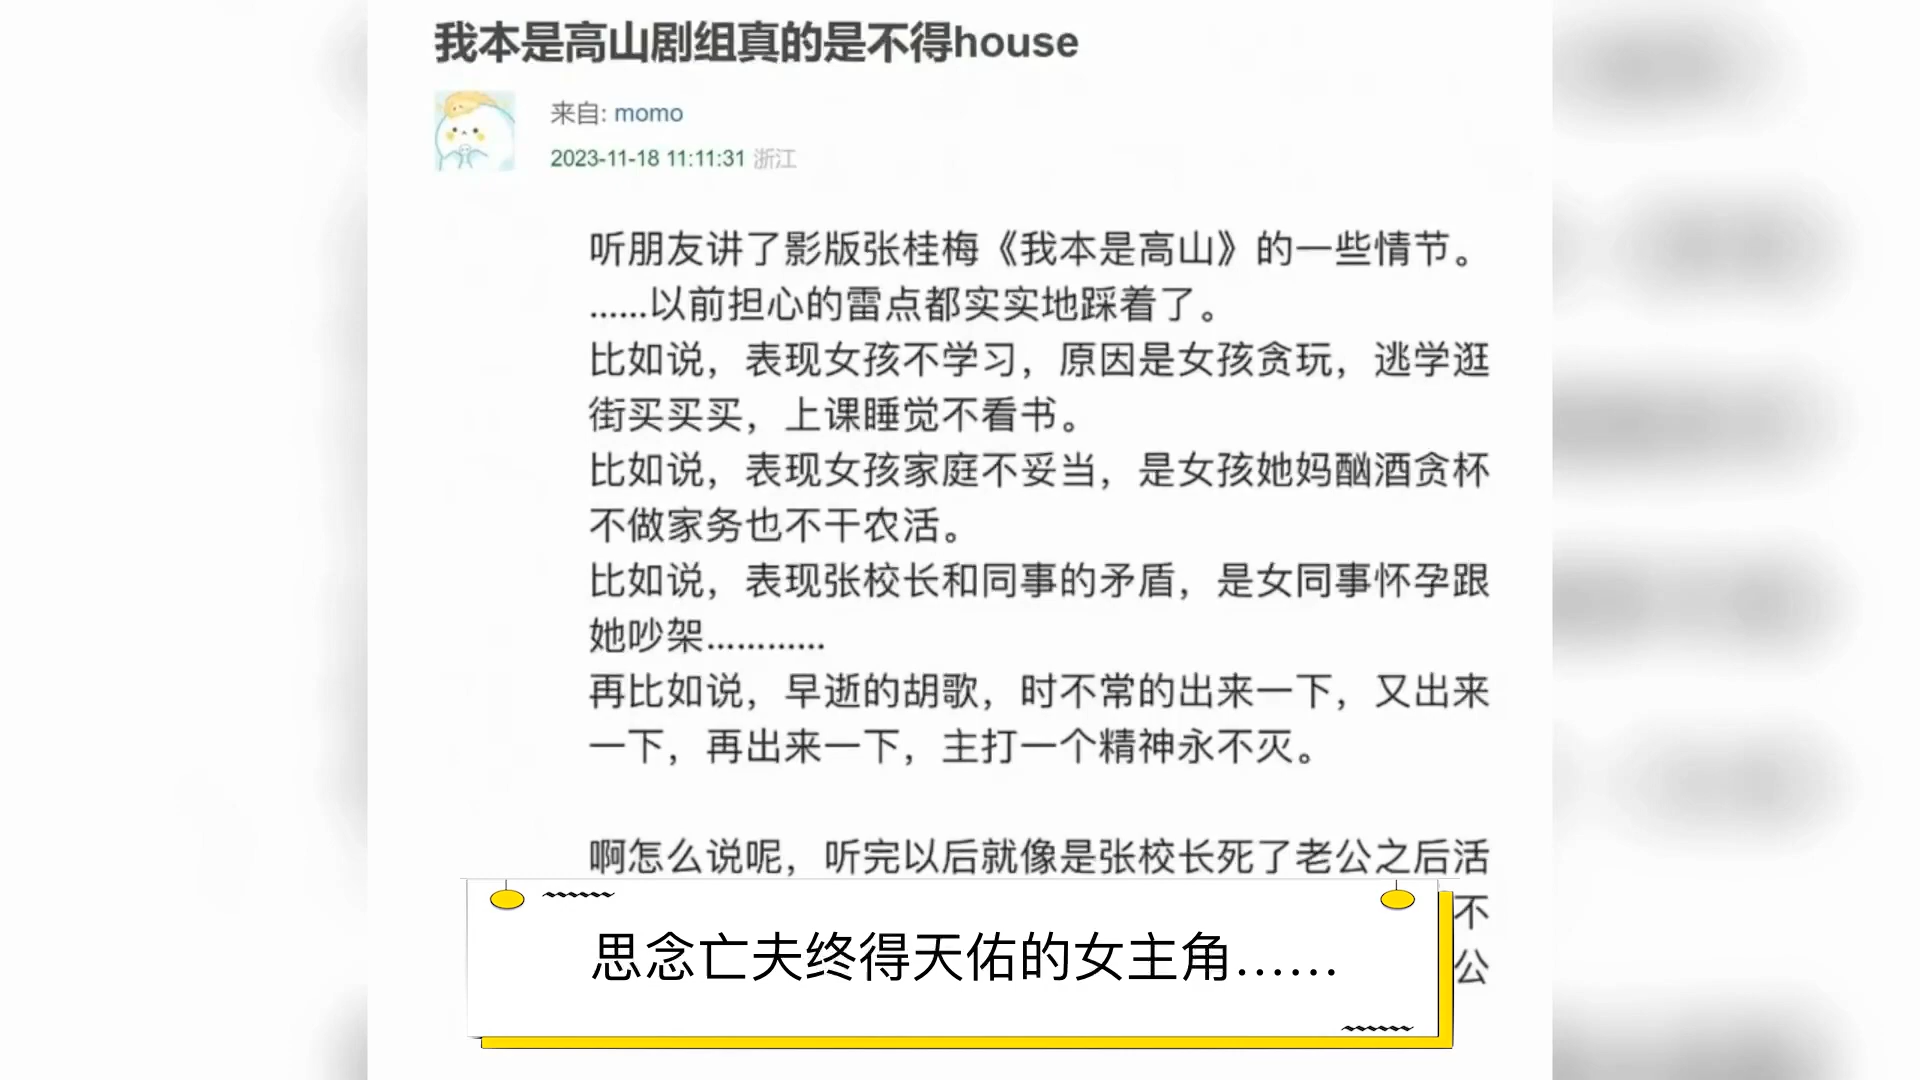 我本是高山剧组真的是不得house
来自: momo
2023-11-18 11:11:31 浙江
听朋友讲了影版张桂梅《我本是高山》的一些情节。
......以前担心的雷点都实实地踩着了。
比如说，表现女孩不学习，原因是女孩贪玩，逃学逛
街买买买，上课睡觉不看书。
比如说，表现女孩家庭不妥当，是女孩她妈酗酒贪杯
不做家务也不干农活。
比如说，表现张校长和同事的矛盾，是女同事怀孕跟
她吵架............
再比如说，早逝的胡歌，时不常的出来一下，又出来
一下，再出来一下，主打一个精神永不灭。
啊怎么说呢，听完以后就像是张校长死了老公之后活
不
公
思念亡夫终得天佑的女主角......